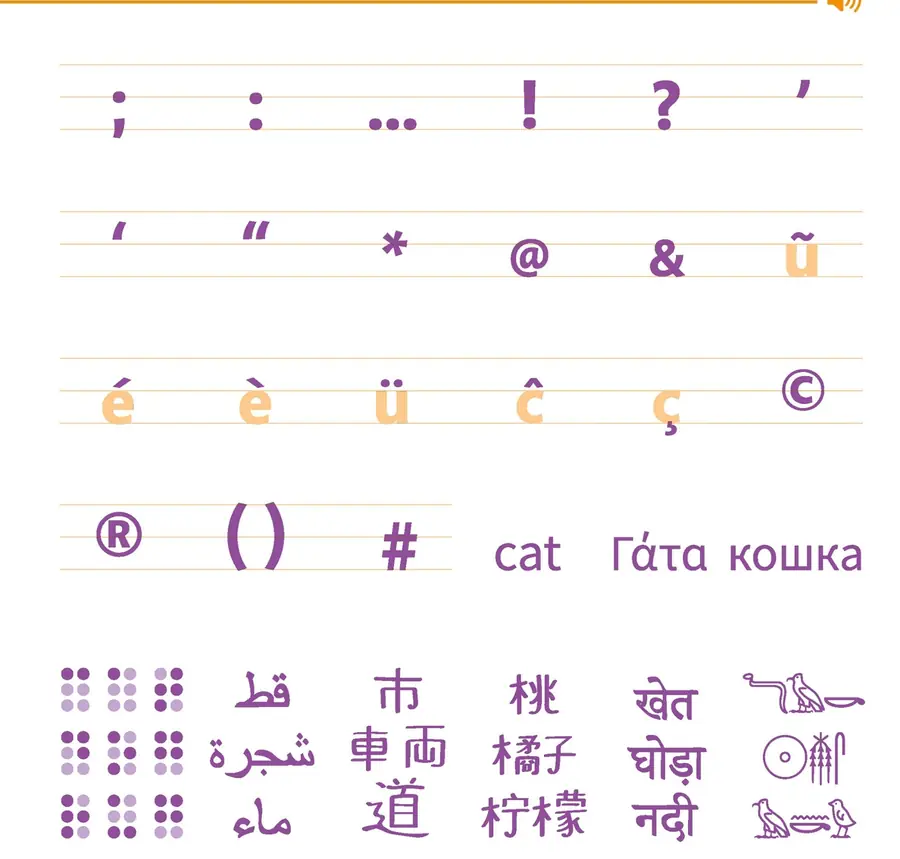 ; : … ! ? ’
‘ “ * @ & ũ
é è ü ĉ ç ©
® ( ) # cat Γάτα кошка
قط 市 桃 खेत
شجرة 車両 橘子 घोड़ा
ماء 道 柠檬 नदी